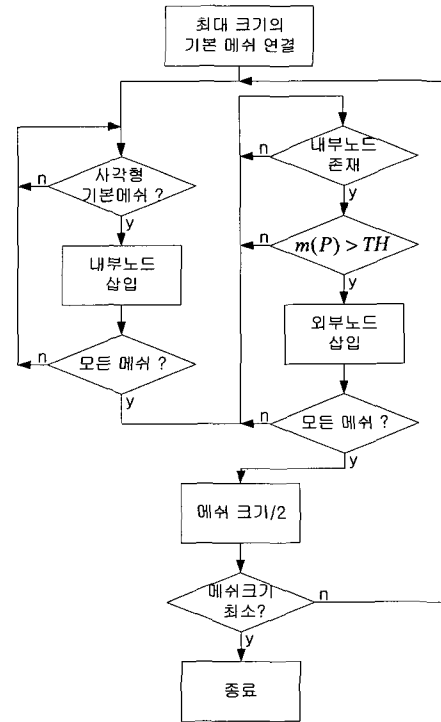 최대 크기의
기본 메쉬 연결
사각형
기본메쉬 ?
n
y
내부노드
삽입
모든 메쉬 ?
n
y
내부노드
존재
n
y
m(P) > TH
n
y
외부노드
삽입
모든 메쉬 ?
n
y
메쉬 크기/2
메쉬크기
최소?
n
y
종료